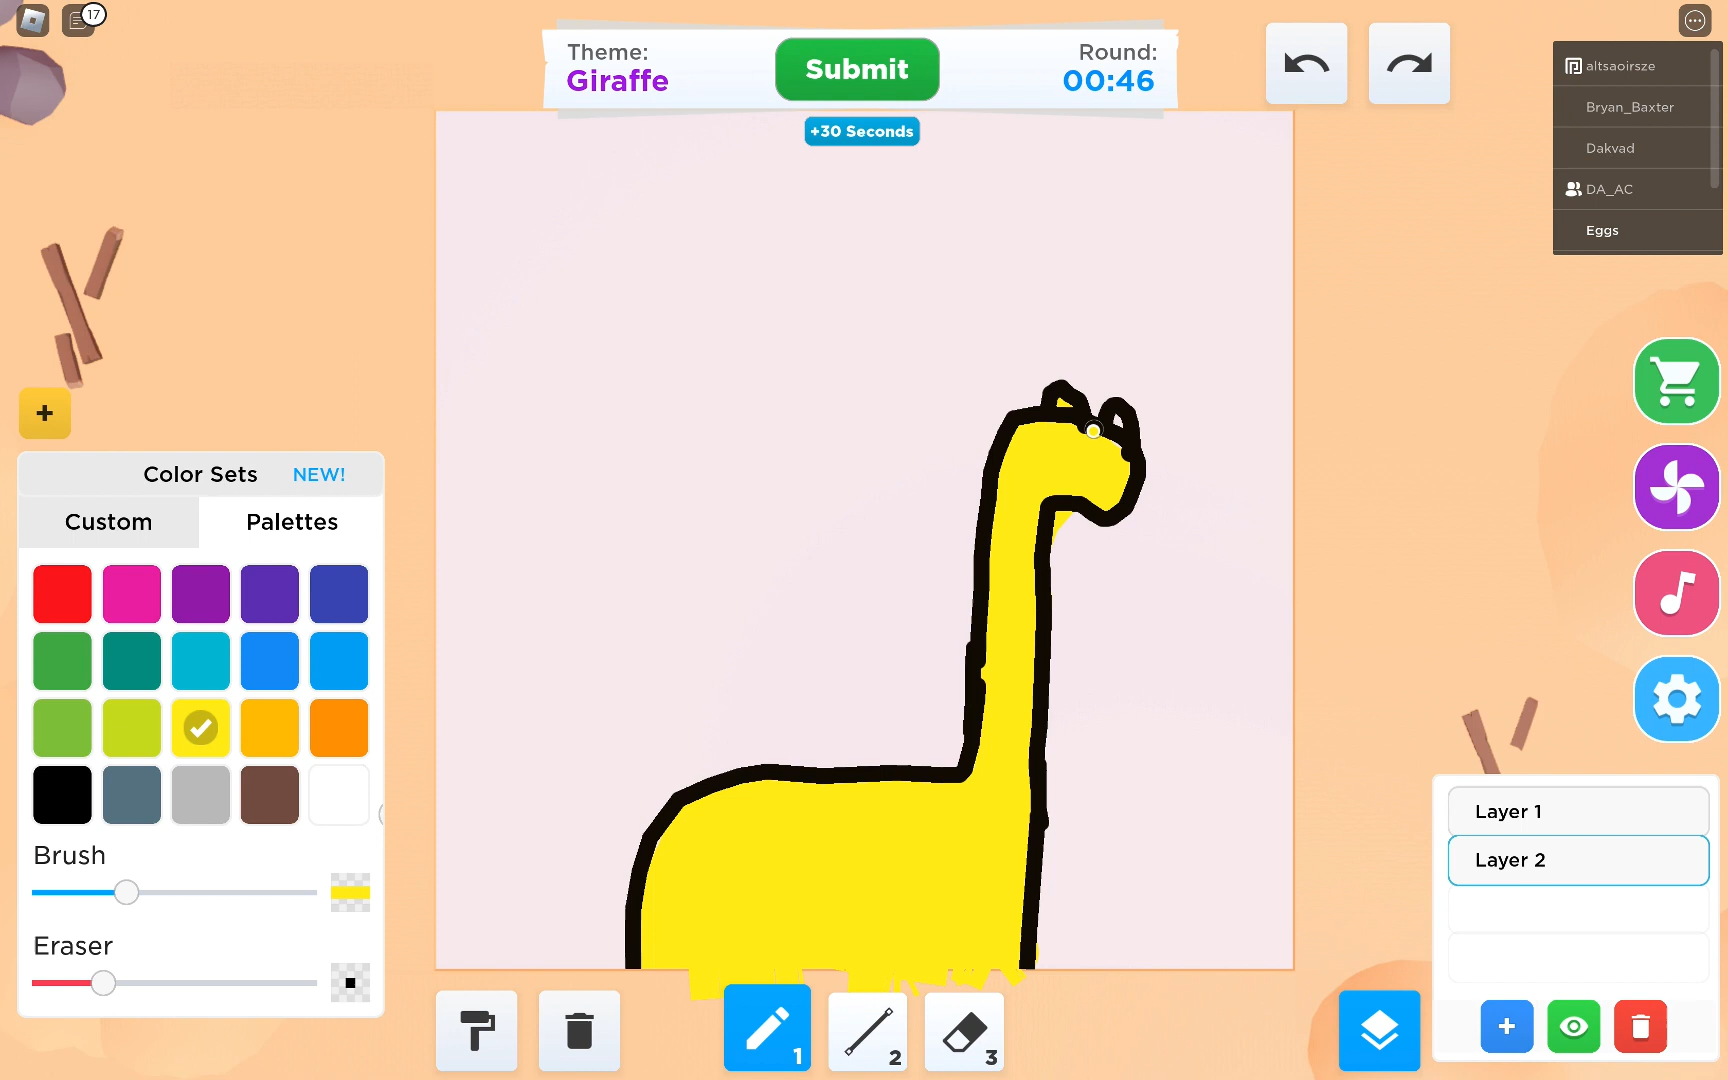 17
Theme:
Giraffe
Submit
Round:
00:46
+30 Seconds
altsaoirsze
Bryan_Baxter
Dakvad
DA_AC
Eggs
+
Color Sets NEW!
Custom Palettes
Brush
Eraser
1
2
3
Layer 1
Layer 2
+